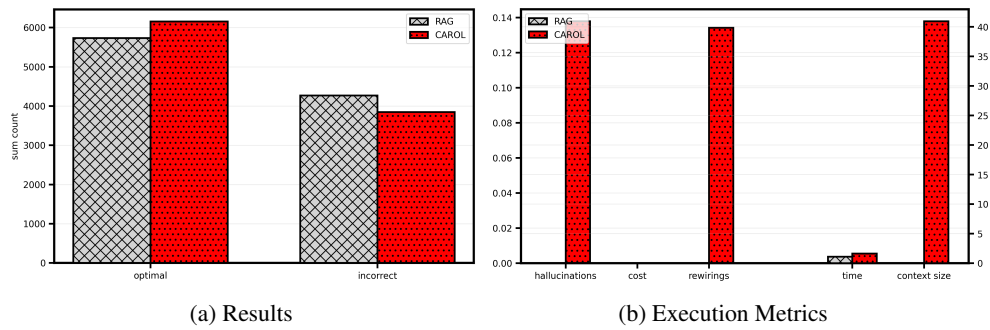 6000
5000
4000
3000
2000
1000
0
sum count
optimal
incorrect
RAG
CAROL
(a) Results
0.14
0.12
0.10
0.08
0.06
0.04
0.02
0.00
RAG
CAROL
40
35
30
25
20
15
10
5
0
hallucinations
cost
rewirings
time
context size
(b) Execution Metrics